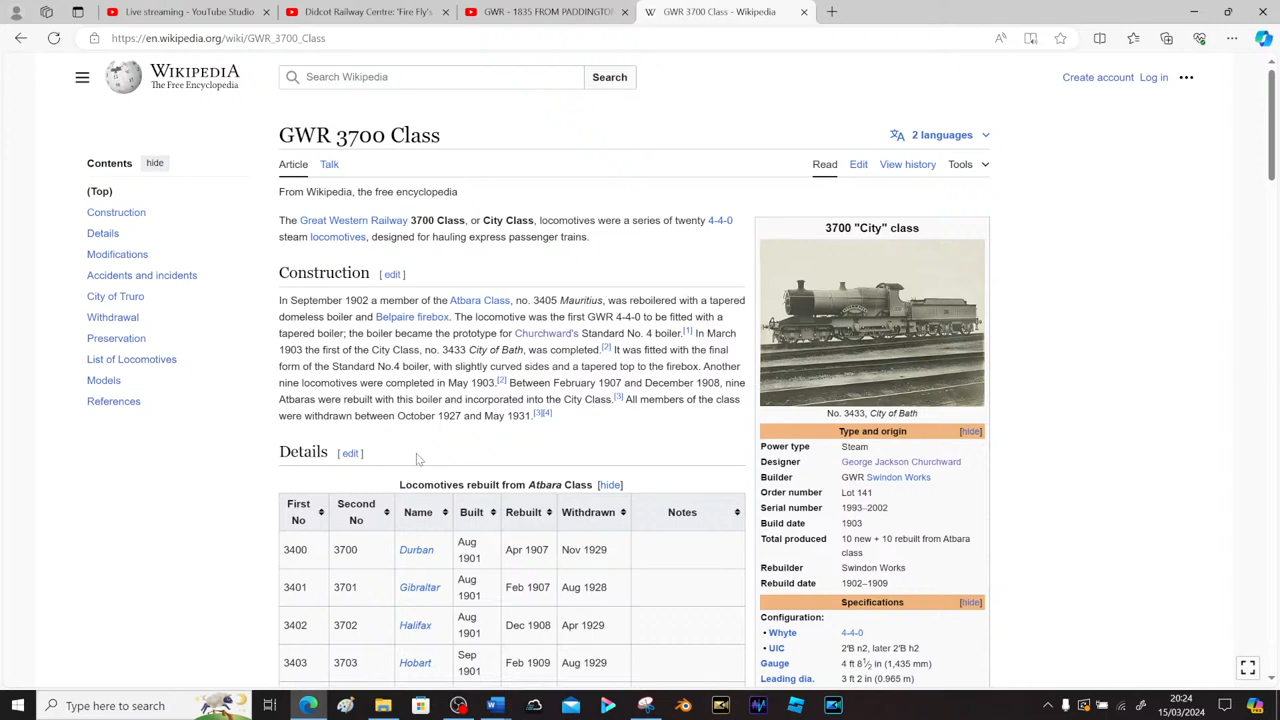 YouTube Studio
Didcot Railway Centre: 'Fire Fly's
GWR - 1835 FROM PADDINGTON
GWR 3700 Class - Wikipedia
https://en.wikipedia.org/wiki/GWR_3700_Class
WIKIPEDIA
The Free Encyclopedia
Search Wikipedia
Search
Create account Log in
GWR 3700 Class
2 languages
Contents hide
Article Talk
Read Edit View history Tools
(Top)
Construction
Details
Modifications
Accidents and incidents
City of Truro
Withdrawal
Preservation
List of Locomotives
Models
References
From Wikipedia, the free encyclopedia
The Great Western Railway 3700 Class, or City Class, locomotives were a series of twenty 4-4-0
steam locomotives, designed for hauling express passenger trains.
Construction [ edit ]
In September 1902 a member of the Atbara Class, no. 3405 Mauritius, was reboilered with a tapered
domeless boiler and Belpaire firebox. The locomotive was the first GWR 4-4-0 to be fitted with a
tapered boiler; the boiler became the prototype for Churchward's Standard No. 4 boiler.[1] In March
1903 the first of the City Class, no. 3433 City of Bath, was completed.[2] It was fitted with the final
form of the Standard No.4 boiler, with slightly curved sides and a tapered top to the firebox. Another
nine locomotives were completed in May 1903.[2] Between February 1907 and December 1908, nine
Atbaras were rebuilt with this boiler and incorporated into the City Class.[3] All members of the class
were withdrawn between October 1927 and May 1931.[3][4]
Details [ edit ]
Locomotives rebuilt from Atbara Class [hide]
First No Second No Name Built Rebuilt Withdrawn Notes
3400 3700 Durban Aug 1901 Apr 1907 Nov 1929
3401 3701 Gibraltar Aug 1901 Feb 1907 Aug 1928
3402 3702 Halifax Aug 1901 Dec 1908 Apr 1929
3403 3703 Hobart Sep 1901 Feb 1909 Aug 1929
3700 "City" class
No. 3433, City of Bath
Type and origin [hide]
Power type Steam
Designer George Jackson Churchward
Builder GWR Swindon Works
Order number Lot 141
Serial number 1993–2002
Build date 1903
Total produced 10 new + 10 rebuilt from Atbara
class
Rebuilder Swindon Works
Rebuild date 1902–1909
Specifications [hide]
Configuration:
• Whyte 4-4-0
• UIC 2′B n2, later 2′B h2
Gauge 4 ft 8 1⁄2 in (1,435 mm)
Leading dia. 3 ft 2 in (0.965 m)
Type here to search
20:24
15/03/2024